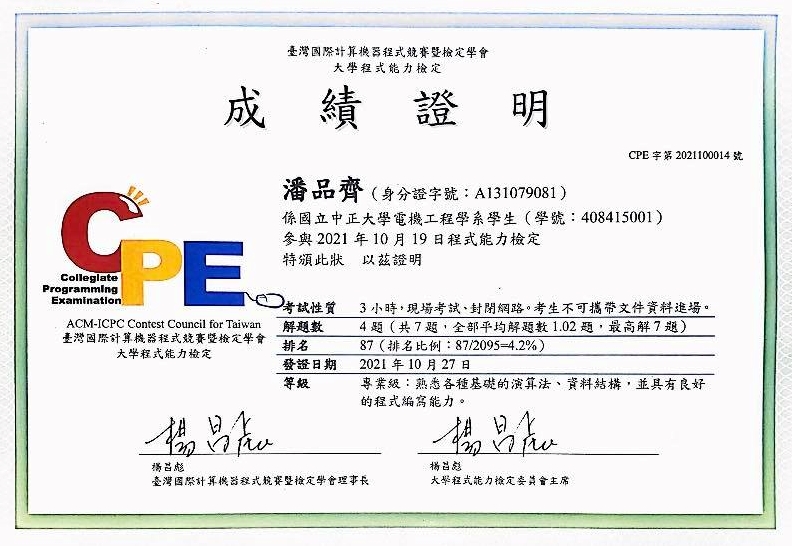 臺灣國際計算機器程式競賽暨檢定學會
大學程式能力檢定
成績證明
CPE 字第 2021100014 號
潘品齊（身分證字號：A131079081）
係國立中正大學電機工程學系學生（學號：408415001）
參與 2021 年 10 月 19 日程式能力檢定
特頒此狀 以茲證明
CPE
Collegiate
Programming
Examination
ACM-ICPC Contest Council for Taiwan
臺灣國際計算機器程式競賽暨檢定學會
大學程式能力檢定
考試性質 3 小時，現場考試、封閉網路。考生不可攜帶文件資料進場。
解題數 4 題（共 7 題，全部平均解題數 1.02 題，最高解 7 題）
排名 87（排名比例：87/2095=4.2%）
發證日期 2021 年 10 月 27 日
等級 專業級：熟悉各種基礎的演算法、資料結構，並具有良好
的程式編寫能力。
楊昌彪 楊昌彪
楊昌彪
臺灣國際計算機器程式競賽暨檢定學會理事長
楊昌彪
大學程式能力檢定委員會主席